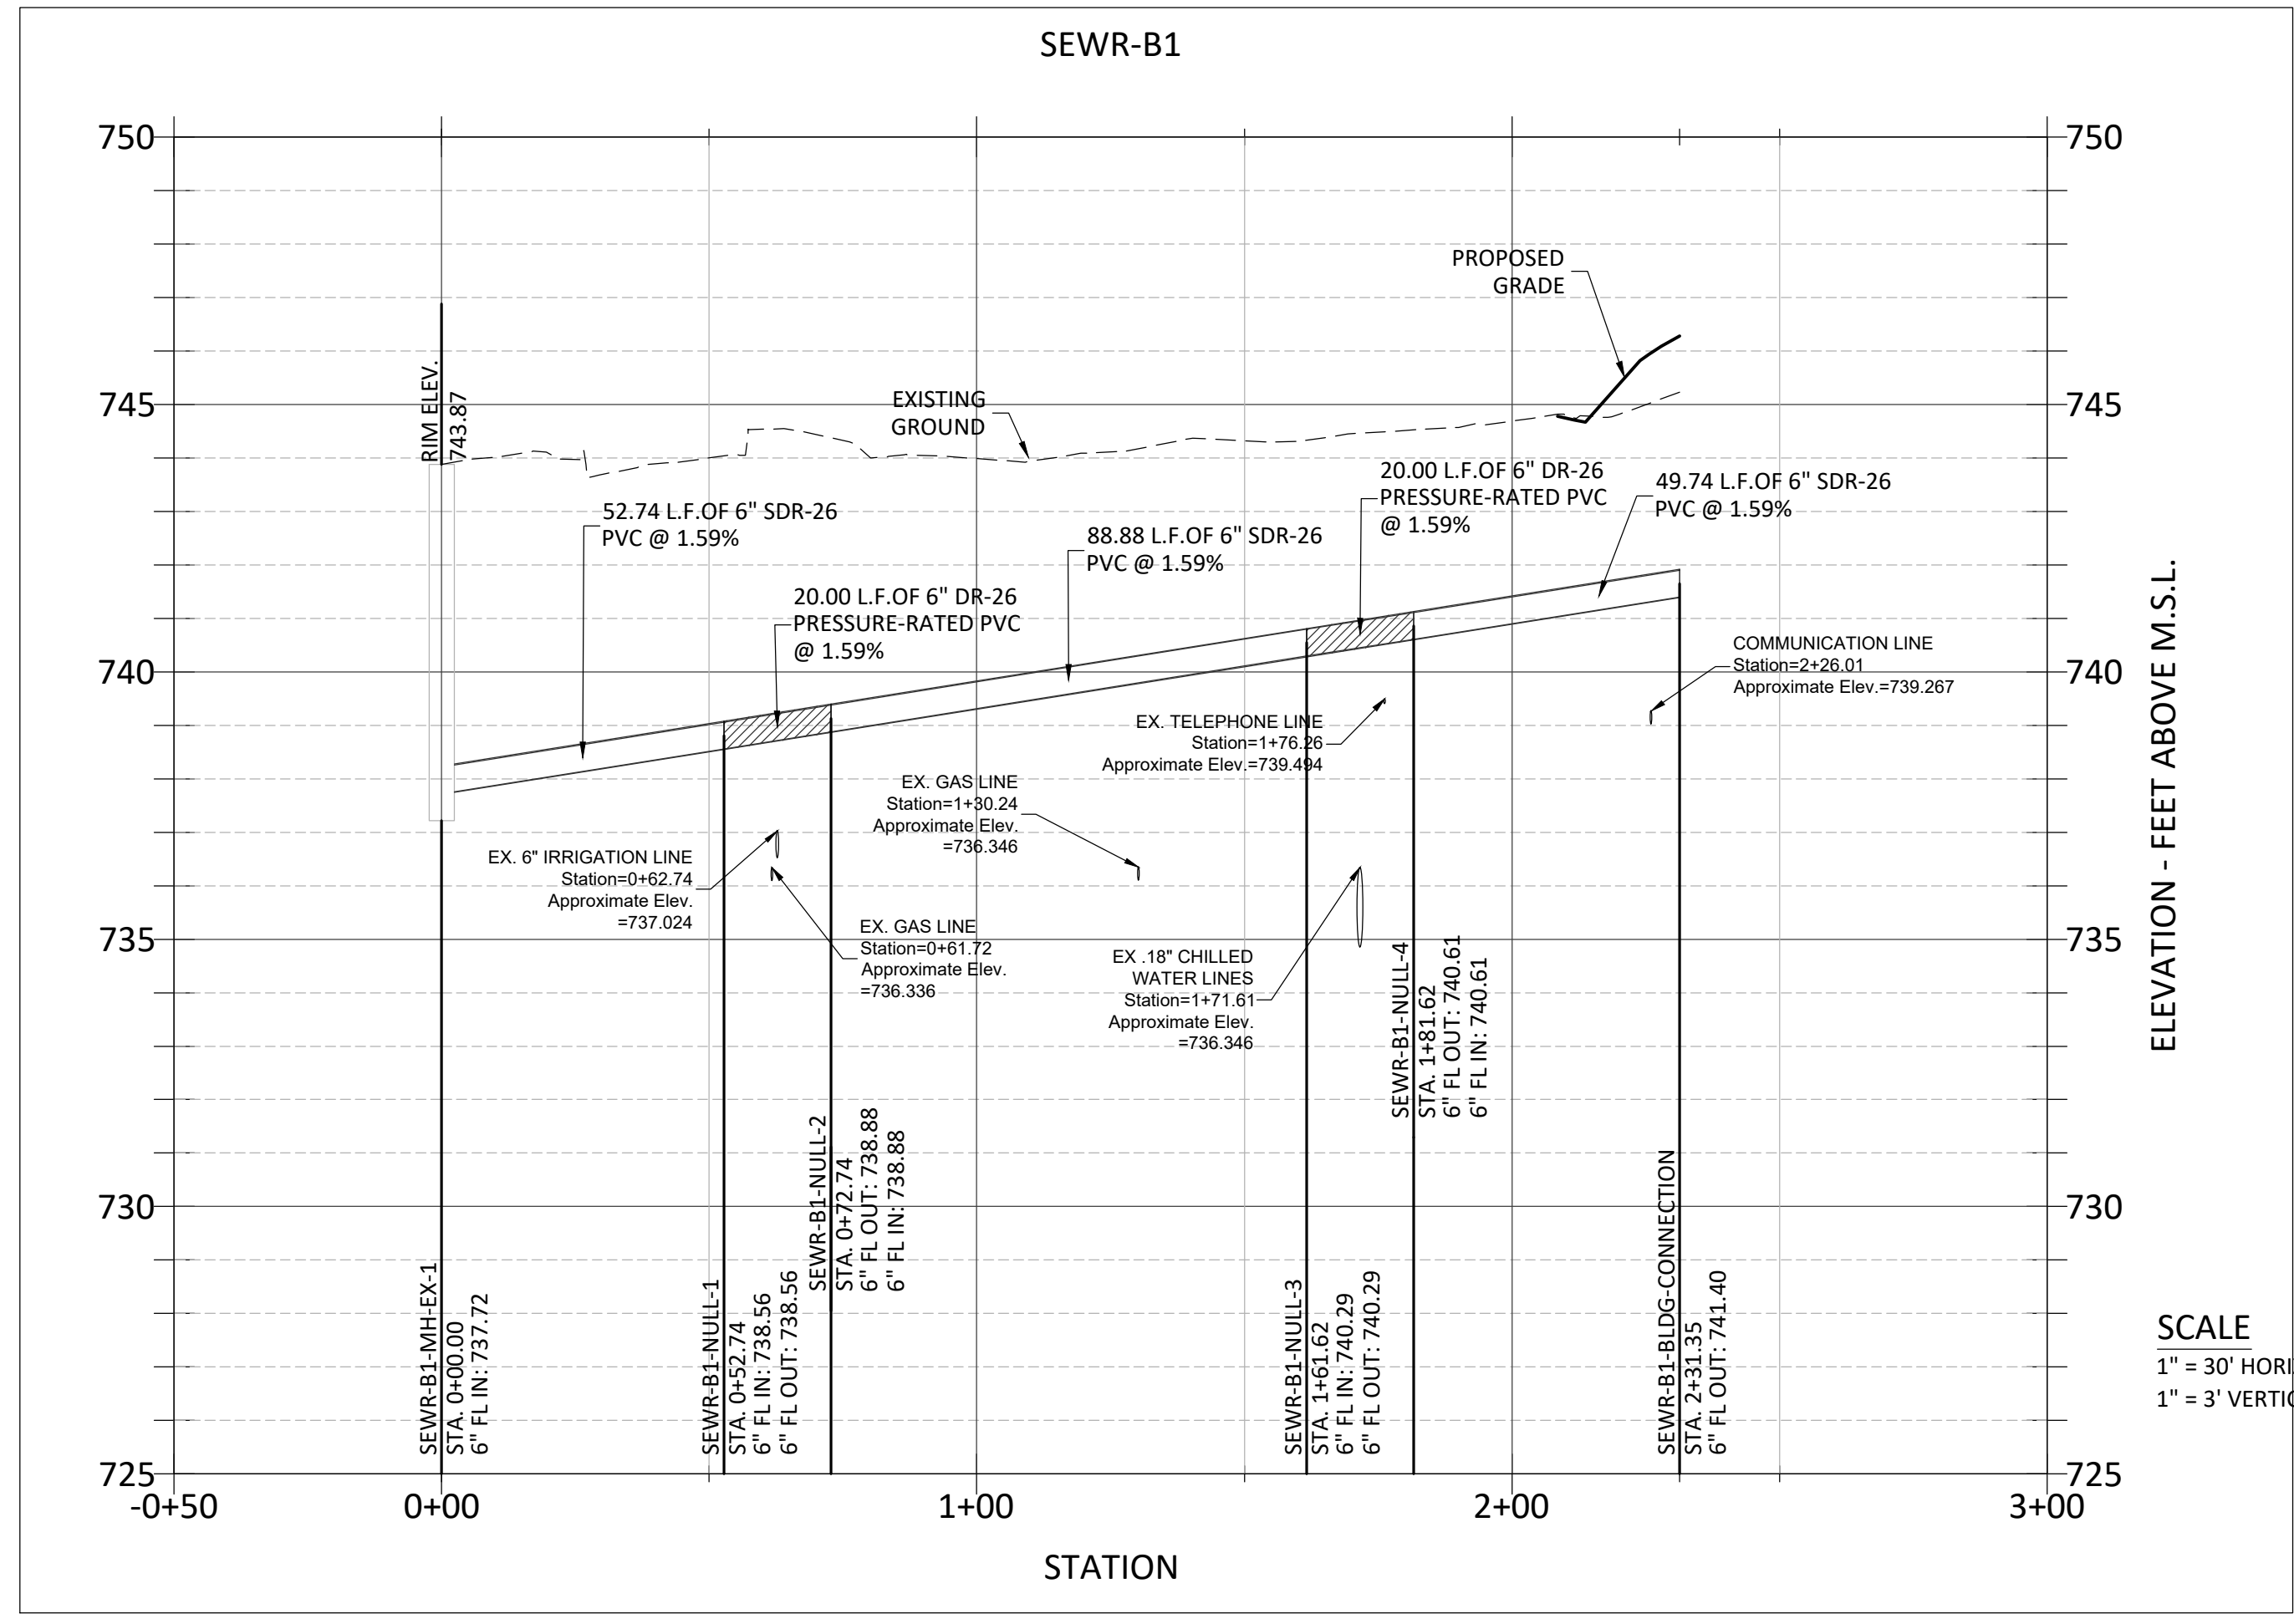 SEWR-B1
750
750
PROPOSED
GRADE
RIM ELEV.
743.87
745
745
EXISTING
GROUND
52.74 L.F.OF 6" SDR-26
PVC @ 1.59%
20.00 L.F.OF 6" DR-26
PRESSURE-RATED PVC
@ 1.59%
88.88 L.F.OF 6" SDR-26
PVC @ 1.59%
20.00 L.F.OF 6" DR-26
PRESSURE-RATED PVC
@ 1.59%
49.74 L.F.OF 6" SDR-26
PVC @ 1.59%
740
740
COMMUNICATION LINE
Station=2+26.01
Approximate Elev.=739.267
EX. TELEPHONE LINE
Station=1+76.26
Approximate Elev.=739.494
EX. GAS LINE
Station=1+30.24
Approximate Elev.
=736.346
EX. 6" IRRIGATION LINE
Station=0+62.74
Approximate Elev.
=737.024
EX. GAS LINE
Station=0+61.72
Approximate Elev.
=736.336
EX .18" CHILLED
WATER LINES
Station=1+71.61
Approximate Elev.
=736.346
735
735
730
730
725
725
SEWR-B1-MH-EX-1
STA. 0+00.00
6" FL IN: 737.72
SEWR-B1-NULL-1
STA. 0+52.74
6" FL IN: 738.56
6" FL OUT: 738.56
SEWR-B1-NULL-2
STA. 0+72.74
6" FL OUT: 738.88
6" FL IN: 738.88
SEWR-B1-NULL-3
STA. 1+61.62
6" FL IN: 740.29
6" FL OUT: 740.29
SEWR-B1-NULL-4
STA. 1+81.62
6" FL OUT: 740.61
6" FL IN: 740.61
SEWR-B1-BLDG-CONNECTION
STA. 2+31.35
6" FL OUT: 741.40
ELEVATION - FEET ABOVE M.S.L.
SCALE
1" = 30' HORI
1" = 3' VERTI
-0+50
0+00
1+00
2+00
3+00
STATION